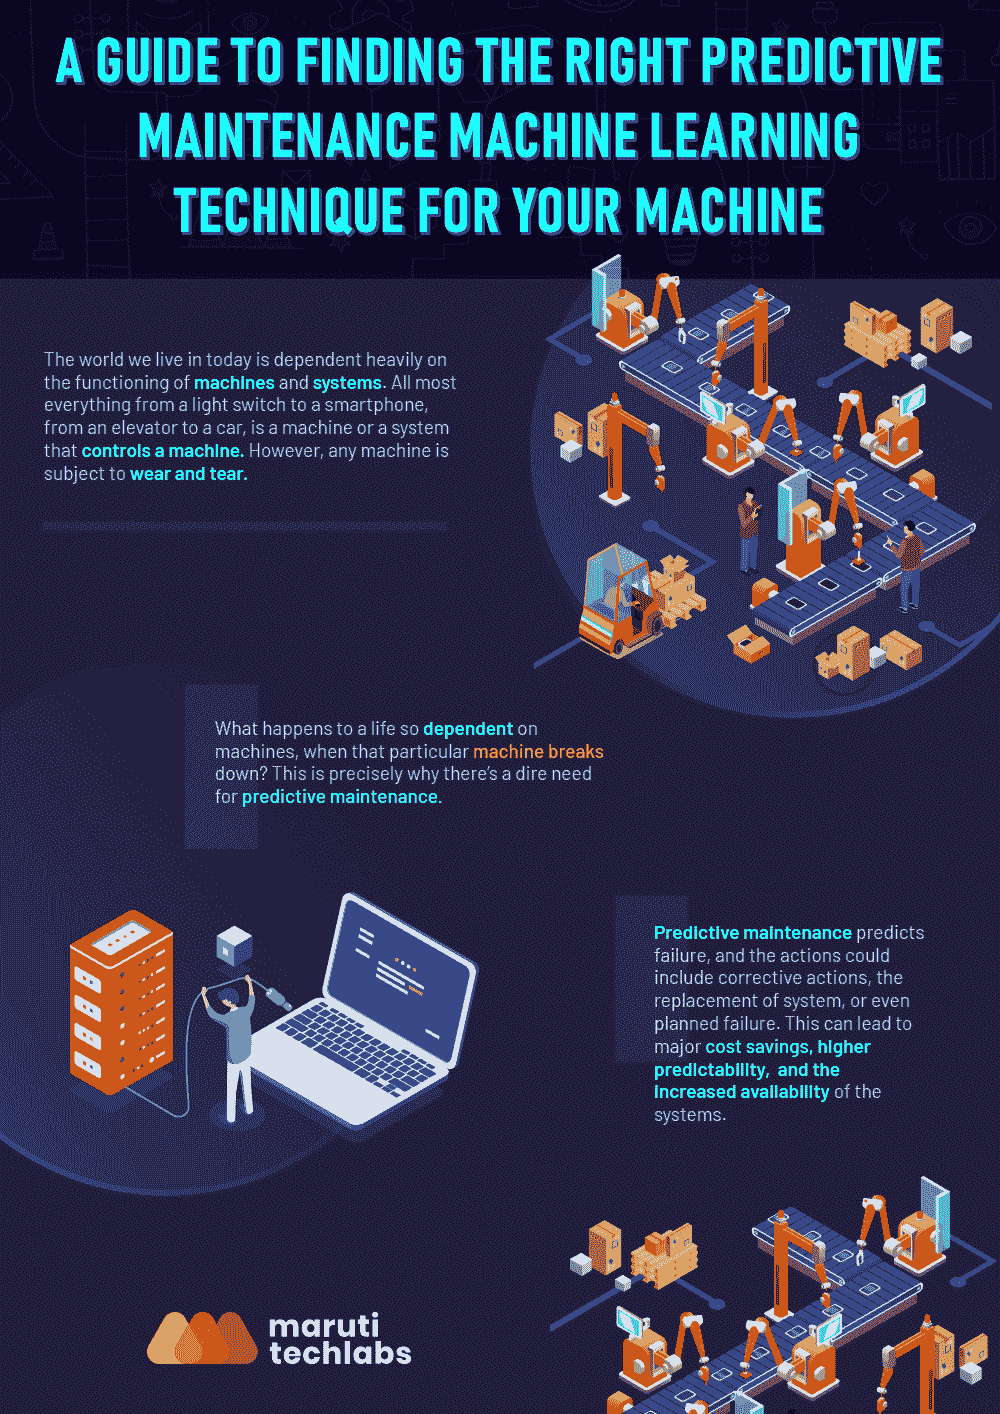 A GUIDE TO FINDING THE RIGHT PREDICTIVE
MAINTENANCE MACHINE LEARNING
TECHNIQUE FOR YOUR MACHINE
The world we live in today is dependent heavily on
the functioning of machines and systems. All most
everything from a light switch to a smartphone,
from an elevator to a car, is a machine or a system
that controls a machine. However, any machine is
subject to wear and tear.
What happens to a life so dependent on
machines, when that particular machine breaks
down? This is precisely why there's a dire need
for predictive maintenance.
Predictive maintenance predicts
failure, and the actions could
include corrective actions, the
replacement of system, or even
planned failure. This can lead to
major cost savings, higher
predictability, and the
increased availability of the
systems.
maruti
techlabs